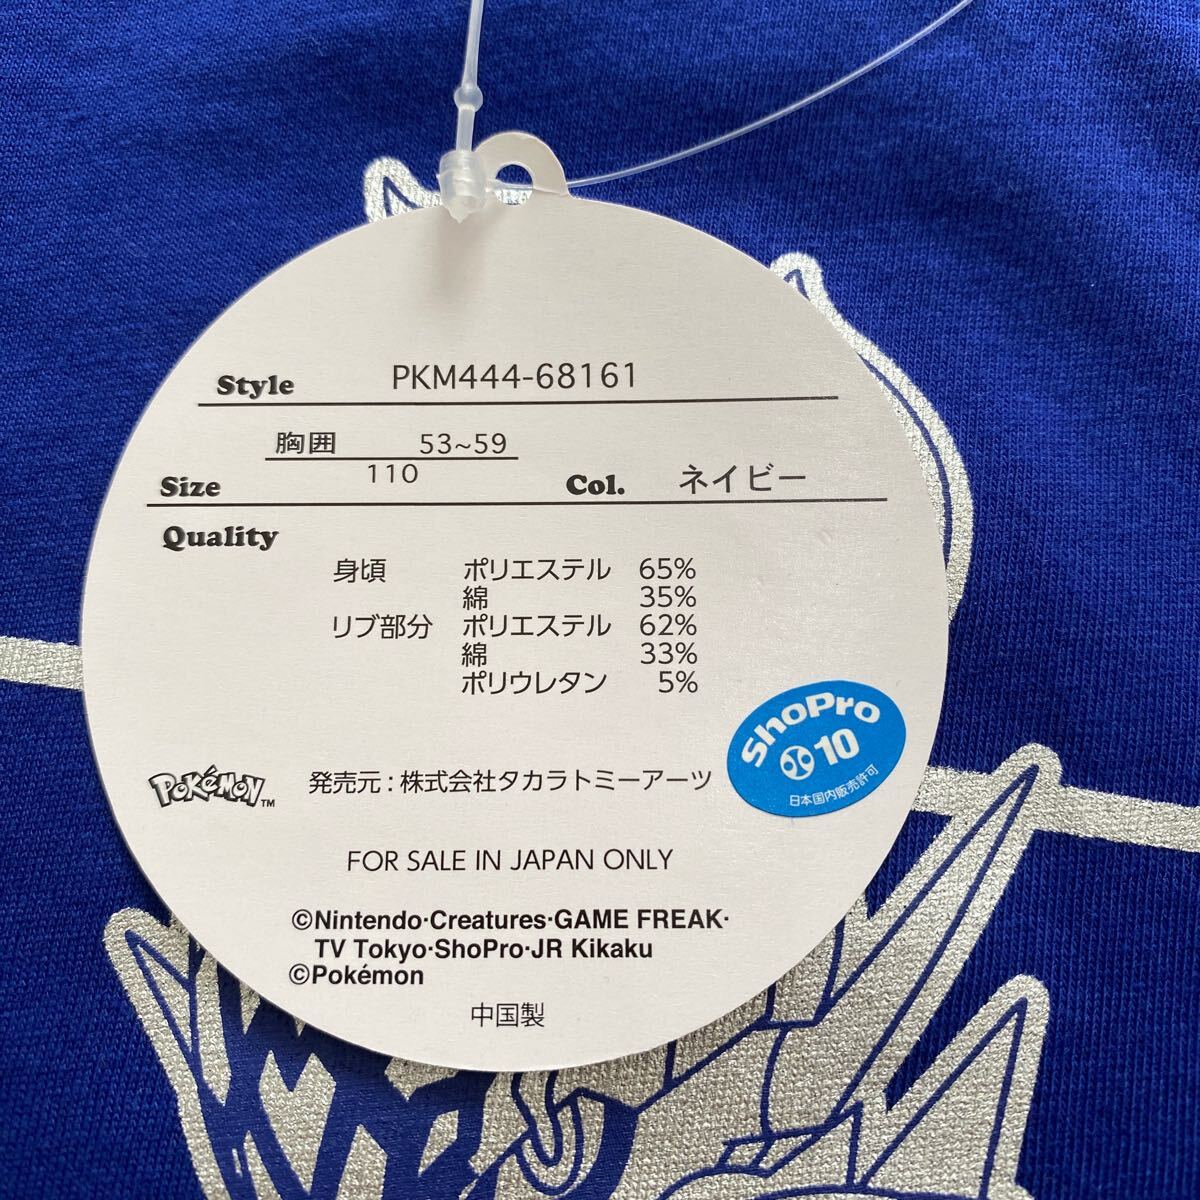 Style PKM444-68161
胸囲 53~59
Size 110 Col. ネイビー
Quality
身頃 ポリエステル 65%
綿 35%
リブ部分 ポリエステル 62%
綿 33%
ポリウレタン 5%
ShoPro
10
日本国内販売許可
POKéMON™ 発売元:株式会社タカラトミーアーツ
FOR SALE IN JAPAN ONLY
©Nintendo·Creatures·GAME FREAK·
TV Tokyo·ShoPro·JR Kikaku
©Pokémon
中国製